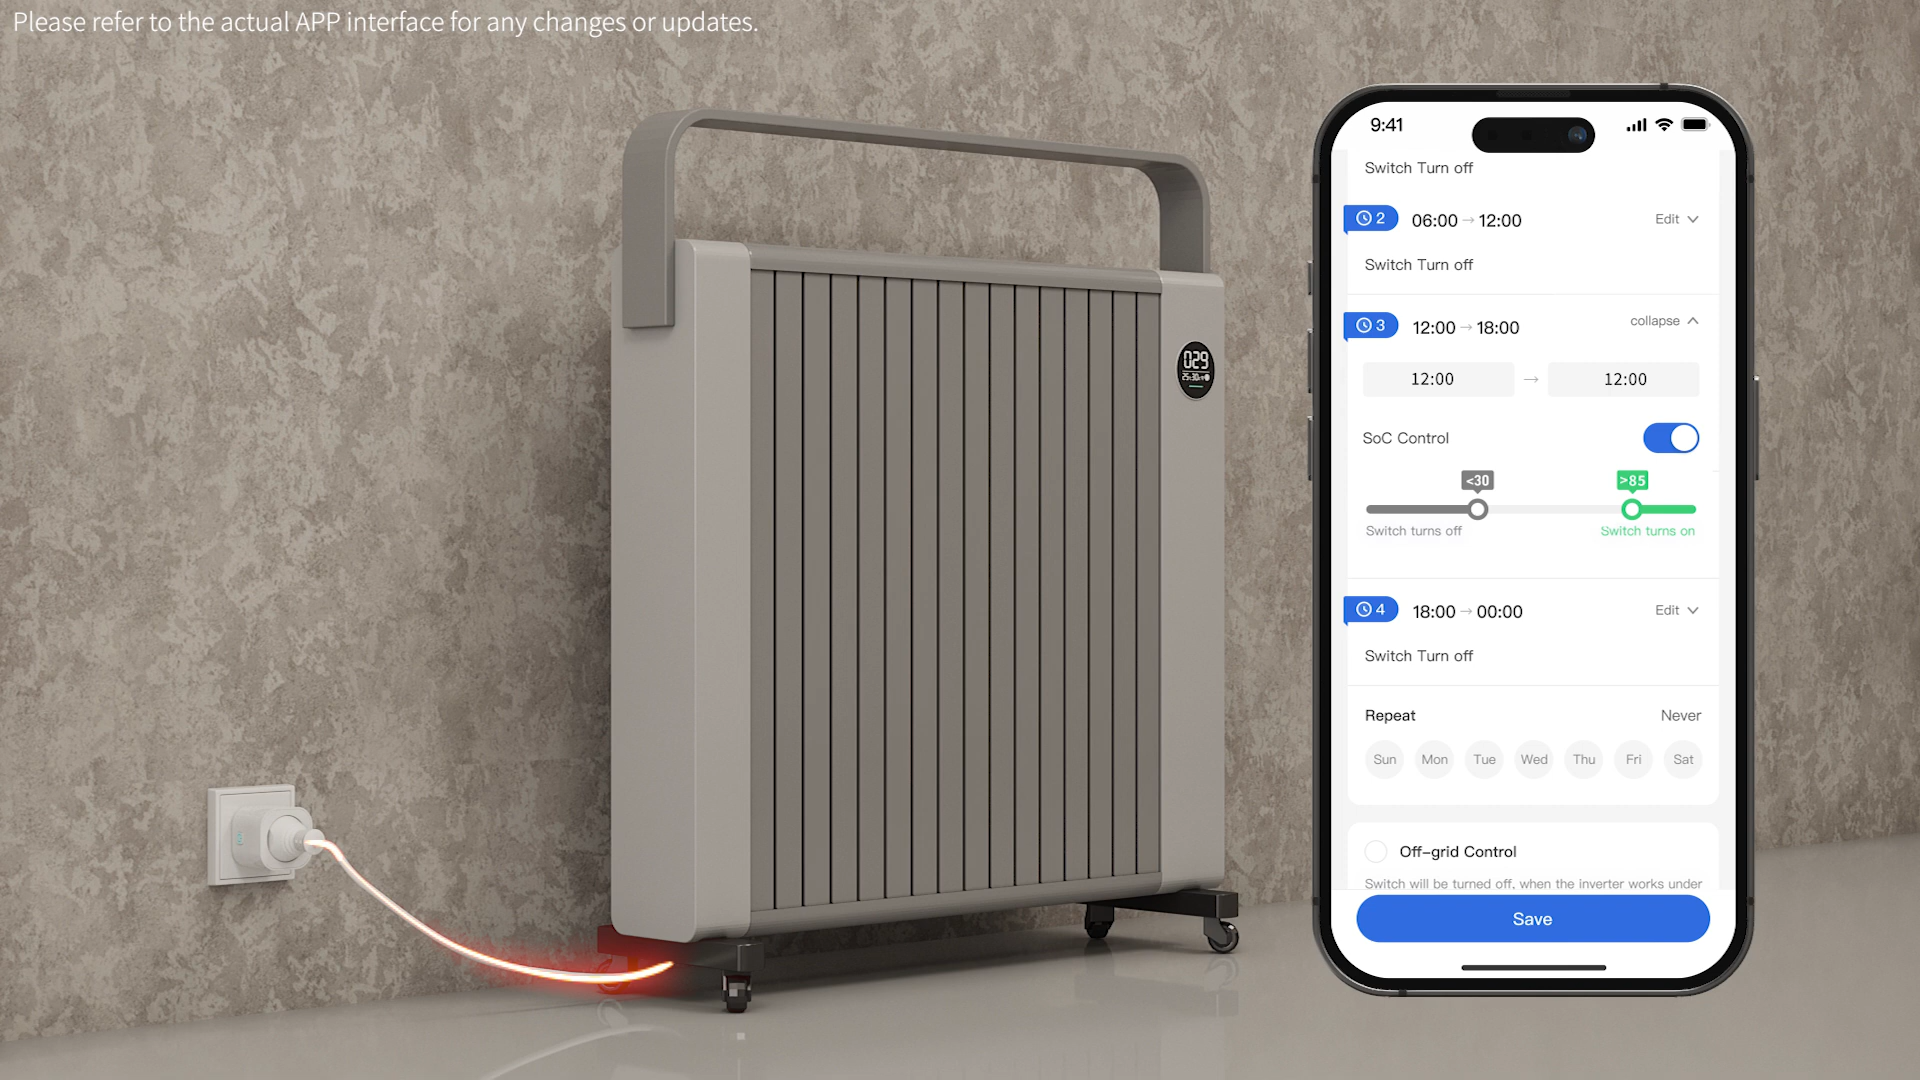 Please refer to the actual APP interface for any changes or updates.
9:41
Switch Turn off
2 06:00 → 12:00 Edit
Switch Turn off
3 12:00 → 18:00 collapse
12:00 → 12:00
SoC Control
<30 >85
Switch turns off Switch turns on
4 18:00 → 00:00 Edit
Switch Turn off
Repeat Never
Sun Mon Tue Wed Thu Fri Sat
Off-grid Control
Switch will be turned off, when the inverter works under
Save
029